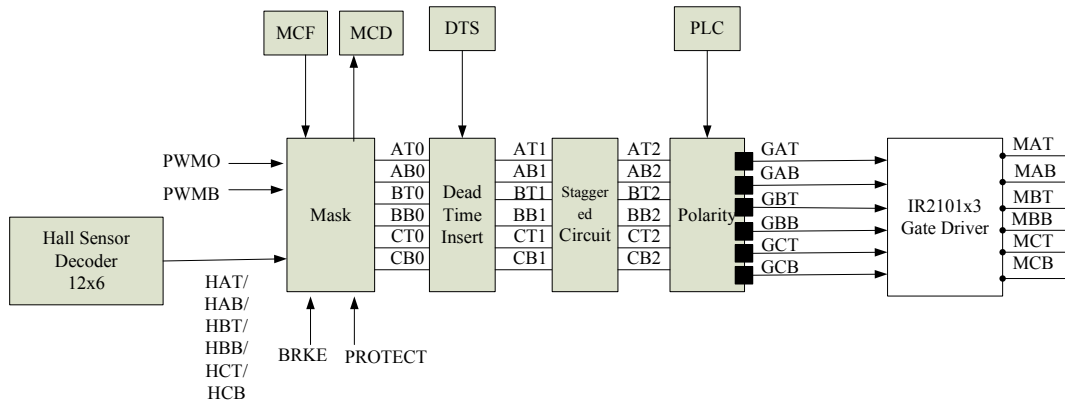 MCF
MCD
DTS
PLC
PWMO
PWMB
Hall Sensor
Decoder
12x6
HAT/
HAB/
HBT/
HBB/
HCT/
HCB
Mask
BRKE
PROTECT
AT0
AB0
BT0
BB0
CT0
CB0
Dead
Time
Insert
AT1
AB1
BT1
BB1
CT1
CB1
Stagger
ed
Circuit
AT2
AB2
BT2
BB2
CT2
CB2
Polarity
GAT
GAB
GBT
GBB
GCT
GCB
IR2101x3
Gate Driver
MAT
MAB
MBT
MBB
MCT
MCB